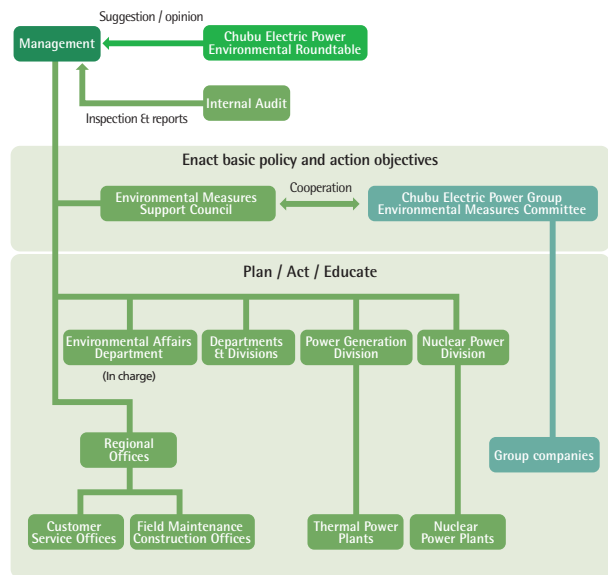 Suggestion / opinion
Management
Chubu Electric Power
Environmental Roundtable
Internal Audit
Inspection & reports
Enact basic policy and action objectives
Environmental Measures
Support Council
Cooperation
Chubu Electric Power Group
Environmental Measures Committee
Plan / Act / Educate
Environmental Affairs
Department
(In charge)
Departments
& Divisions
Power Generation
Division
Nuclear Power
Division
Regional
Offices
Group companies
Customer
Service Offices
Field Maintenance
Construction Offices
Thermal Power
Plants
Nuclear
Power Plants